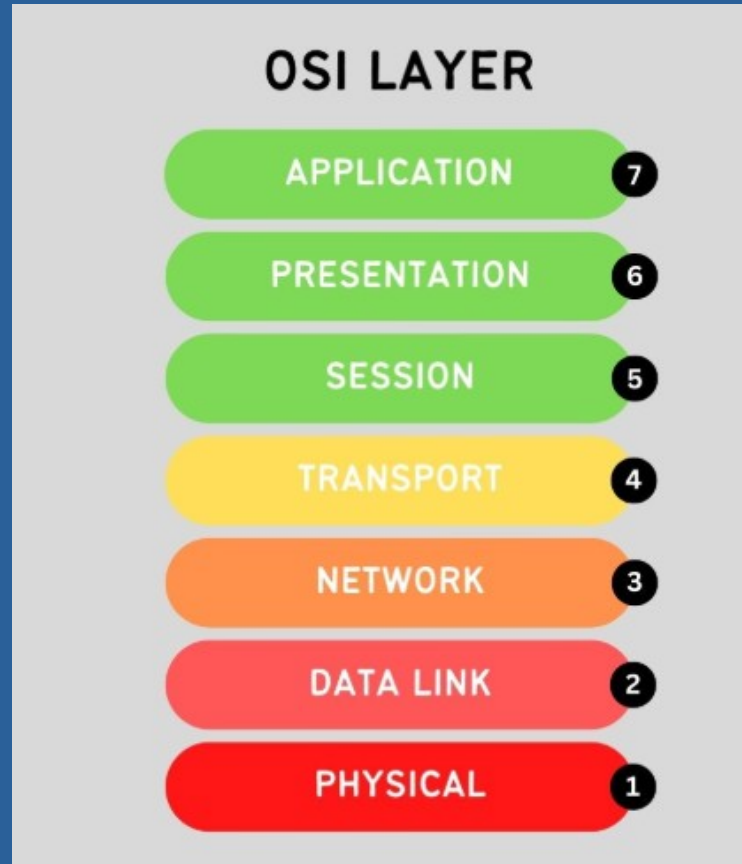 OSI LAYER
APPLICATION 7
PRESENTATION 6
SESSION 5
TRANSPORT 4
NETWORK 3
DATA LINK 2
PHYSICAL 1